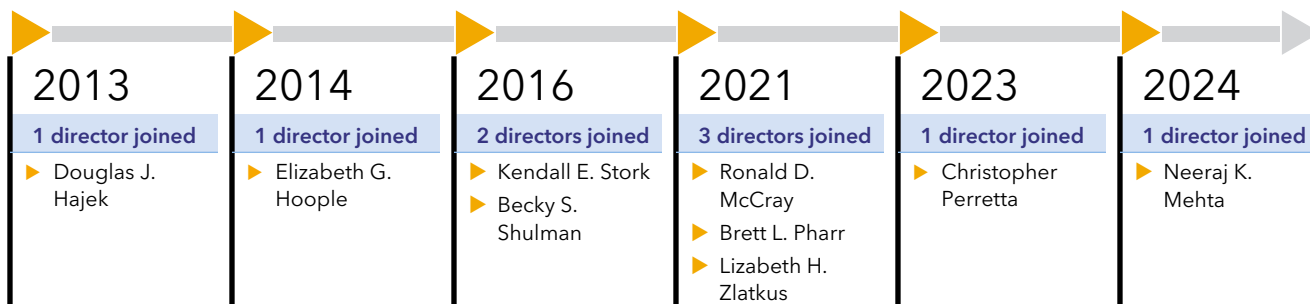 2013
1 director joined
Douglas J.
Hajek
2014
1 director joined
Elizabeth G.
Hoople
2016
2 directors joined
Kendall E. Stork
Becky S.
Shulman
2021
3 directors joined
Ronald D.
McCray
Brett L. Pharr
Lizabeth H.
Zlatkus
2023
1 director joined
Christopher
Perretta
2024
1 director joined
Neeraj K.
Mehta